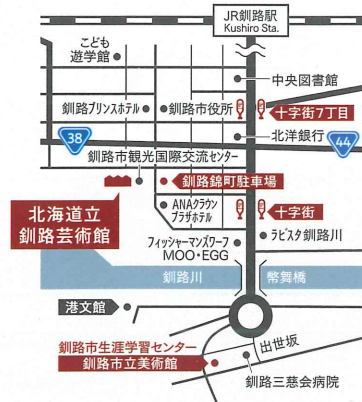 JR釧路駅
Kushiro Sta.
こども
遊学館
中央図書館
釧路プリンスホテル
釧路市役所
十字街7丁目
38
北洋銀行
44
釧路市観光国際交流センター
釧路錦町駐車場
北海道立
釧路芸術館
ANAクラウン
プラザホテル
十字街
フィッシャーマンズワーフ
MOO・EGG
ラビスタ釧路川
釧路川
幣舞橋
港文館
出世坂
釧路市生涯学習センター
釧路市立美術館
釧路三慈会病院